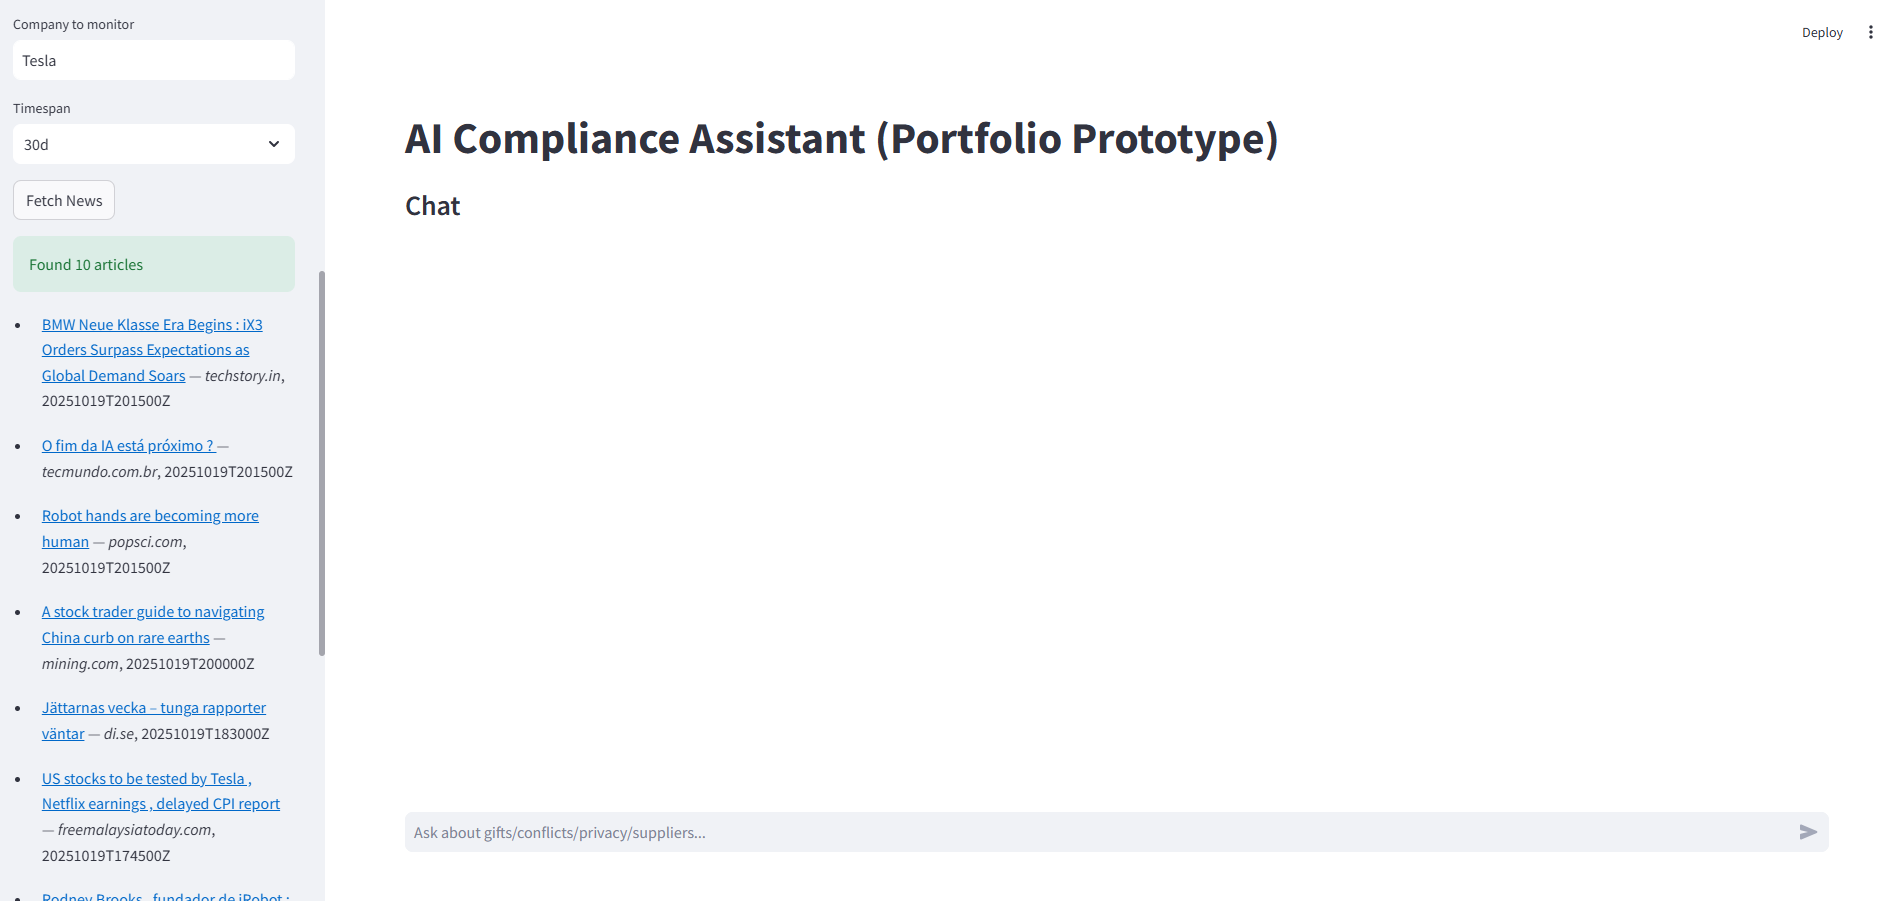 Company to monitor
Tesla
Timespan
30d
Fetch News
Found 10 articles
BMW Neue Klasse Era Begins : iX3
Orders Surpass Expectations as
Global Demand Soars — techstory.in,
20251019T201500Z
O fim da IA está próximo ? —
tecmundo.com.br, 20251019T201500Z
Robot hands are becoming more
human — popsci.com,
20251019T201500Z
A stock trader guide to navigating
China curb on rare earths —
mining.com, 20251019T200000Z
Jättarnas vecka – tunga rapporter
väntar — di.se, 20251019T183000Z
US stocks to be tested by Tesla ,
Netflix earnings , delayed CPI report
— freemalaysiatoday.com,
20251019T174500Z
Rodney Brooks , fundador de iRobot :
Deploy
AI Compliance Assistant (Portfolio Prototype)
Chat
Ask about gifts/conflicts/privacy/suppliers...